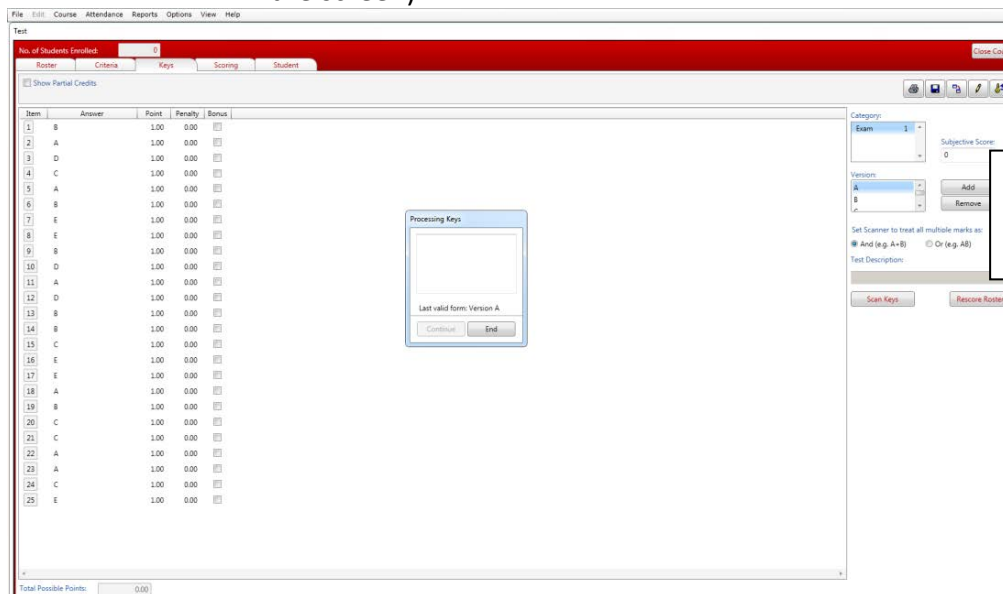 File Edit Course Attendance Reports Options View Help
Test
No. of Students Enrolled: 0
Close
Roster Criteria Keys Scoring Student
Show Partial Credits
Item Answer Point Penalty Bonus
1 B 1.00 0.00
2 A 1.00 0.00
3 D 1.00 0.00
4 C 1.00 0.00
5 A 1.00 0.00
6 B 1.00 0.00
7 E 1.00 0.00
8 E 1.00 0.00
9 B 1.00 0.00
10 D 1.00 0.00
11 A 1.00 0.00
12 D 1.00 0.00
13 B 1.00 0.00
14 B 1.00 0.00
15 C 1.00 0.00
16 E 1.00 0.00
17 E 1.00 0.00
18 A 1.00 0.00
19 B 1.00 0.00
20 C 1.00 0.00
21 C 1.00 0.00
22 A 1.00 0.00
23 A 1.00 0.00
24 C 1.00 0.00
25 E 1.00 0.00
Total Possible Points: 0.00
Processing Keys
Last valid form: Version A
Continue End
Category:
Exam 1
Subjective Score:
0
Version:
A
B
Add
Remove
Set Scanner to treat all multiple marks as:
And (e.g. A+B) Or (e.g. AB)
Test Description:
Scan Keys Rescore Roster